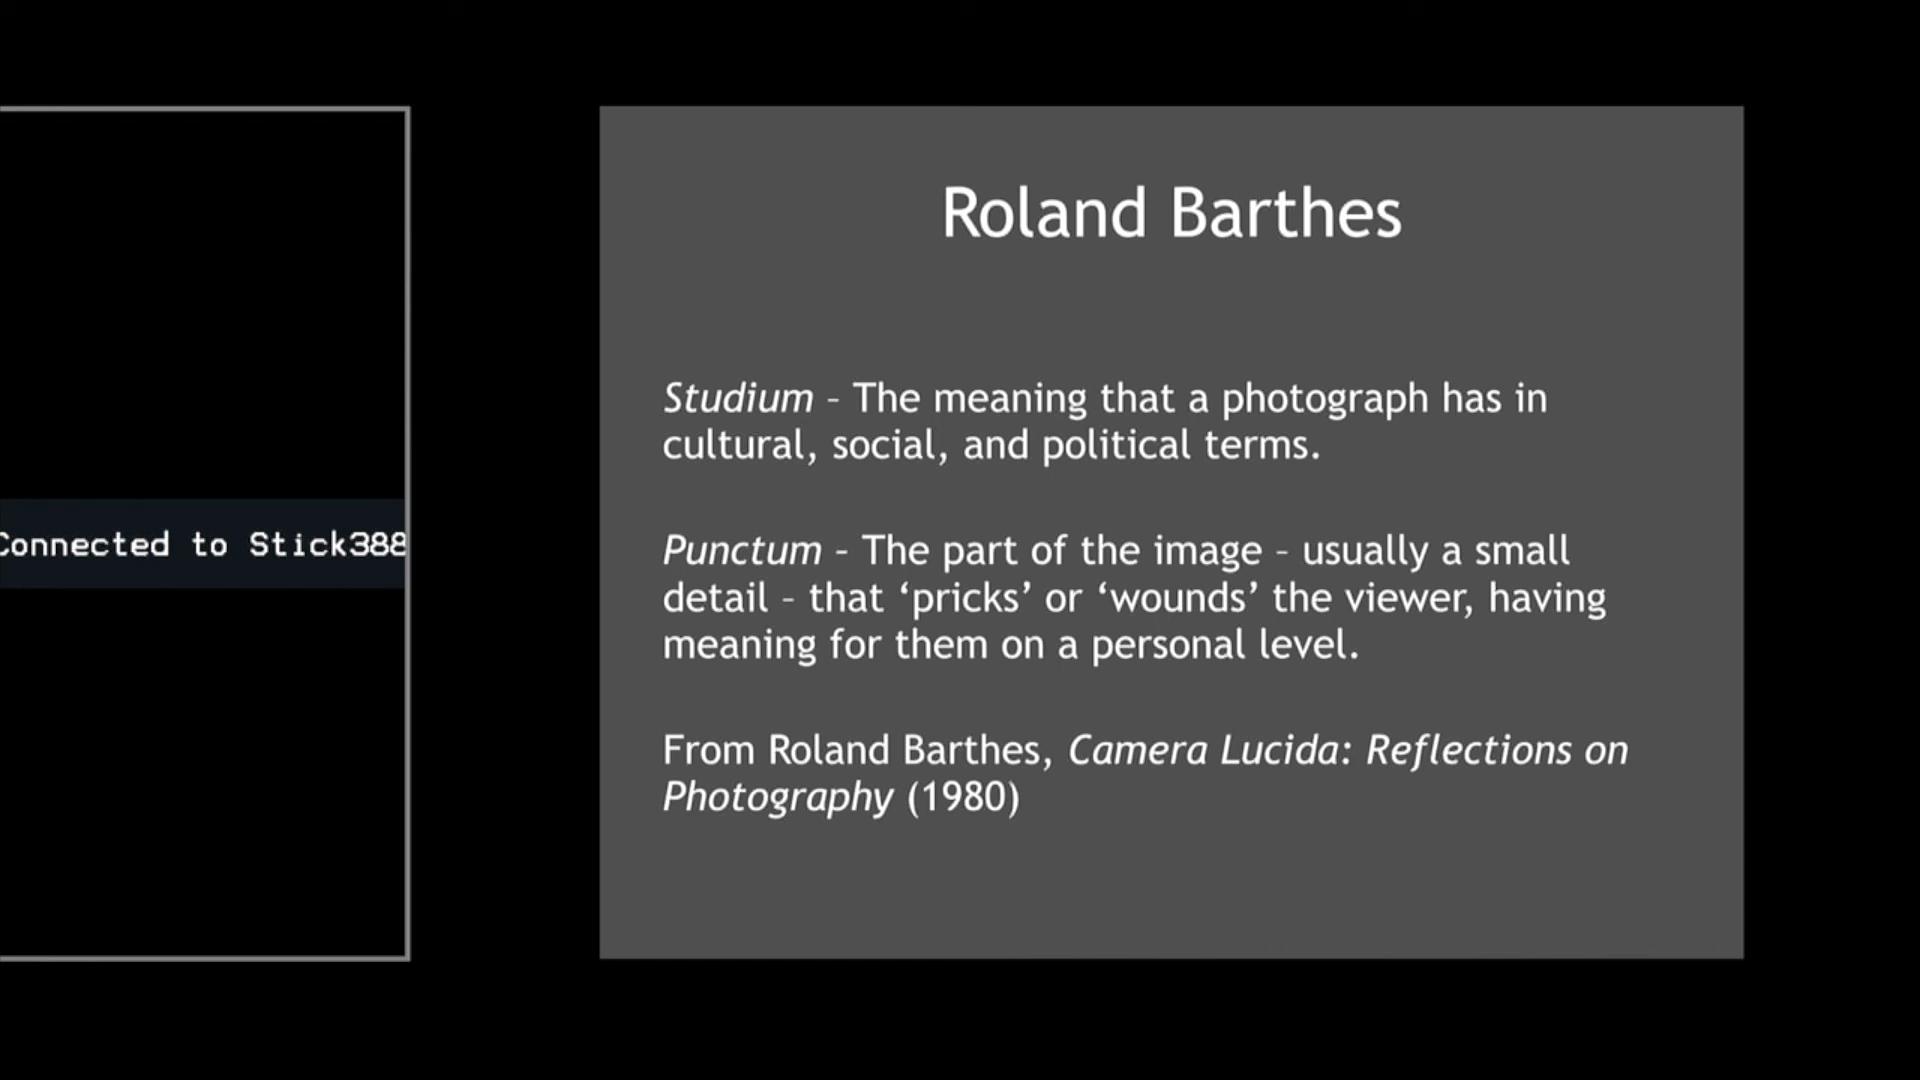 Roland Barthes
Studium – The meaning that a photograph has in
cultural, social, and political terms.
Punctum – The part of the image – usually a small
detail – that ‘pricks’ or ‘wounds’ the viewer, having
meaning for them on a personal level.
From Roland Barthes, Camera Lucida: Reflections on
Photography (1980)
Connected to Stick388